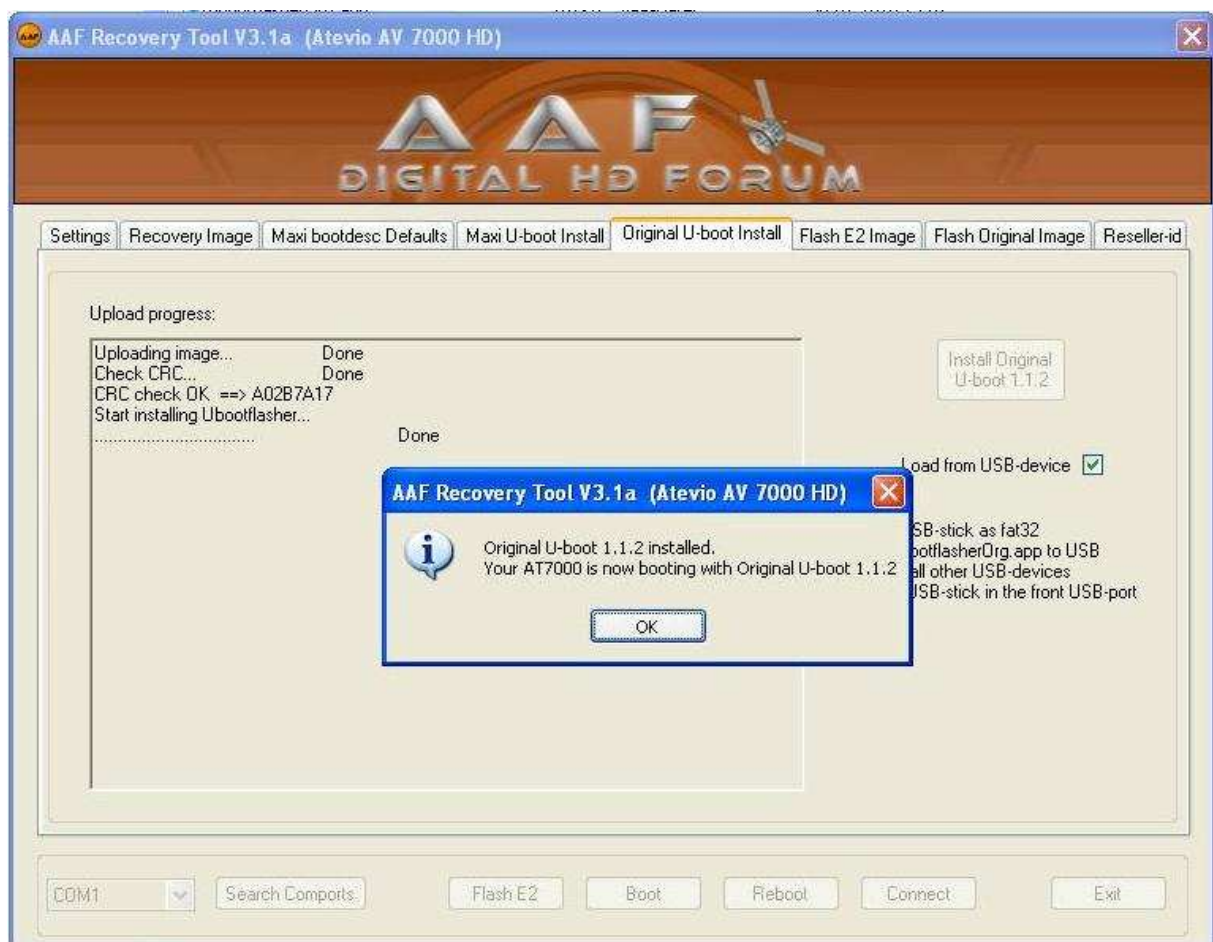 AAF Recovery Tool V3.1a (Atevio AV 7000 HD)
AAF
DIGITAL HD FORUM
Settings Recovery Image Maxi bootdesc Defaults Maxi U-boot Install Original U-boot Install Flash E2 Image Flash Original Image Reseller-id
Upload progress:
Uploading image... Done
Check CRC... Done
CRC check OK ==> A02B7A17
Start installing Ubootflasher...
.................................. Done
Install Original
U-boot 1.1.2
Load from USB-device
AAF Recovery Tool V3.1a (Atevio AV 7000 HD)
Original U-boot 1.1.2 installed.
Your AT7000 is now booting with Original U-boot 1.1.2
OK
SB-stick as fat32
ootflasherOrg.app to USB
all other USB-devices
USB-stick in the front USB-port
COM1 Search Comports Flash E2 Boot Reboot Connect Exit